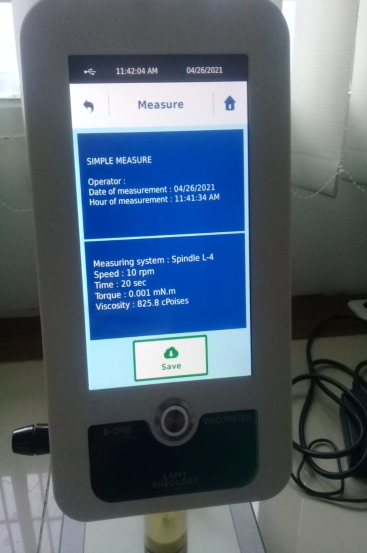 11:42:04 AM 04/26/2021
Measure
SIMPLE MEASURE
Operator :
Date of measurement : 04/26/2021
Hour of measurement : 11:41:34 AM
Measuring system : Spindle L-4
Speed : 10 rpm
Time : 20 sec
Torque : 0.001 mN.m
Viscosity : 825.8 cPoises
Save
B-ONE VISCOMETER
LAMY
RHEOLOGY